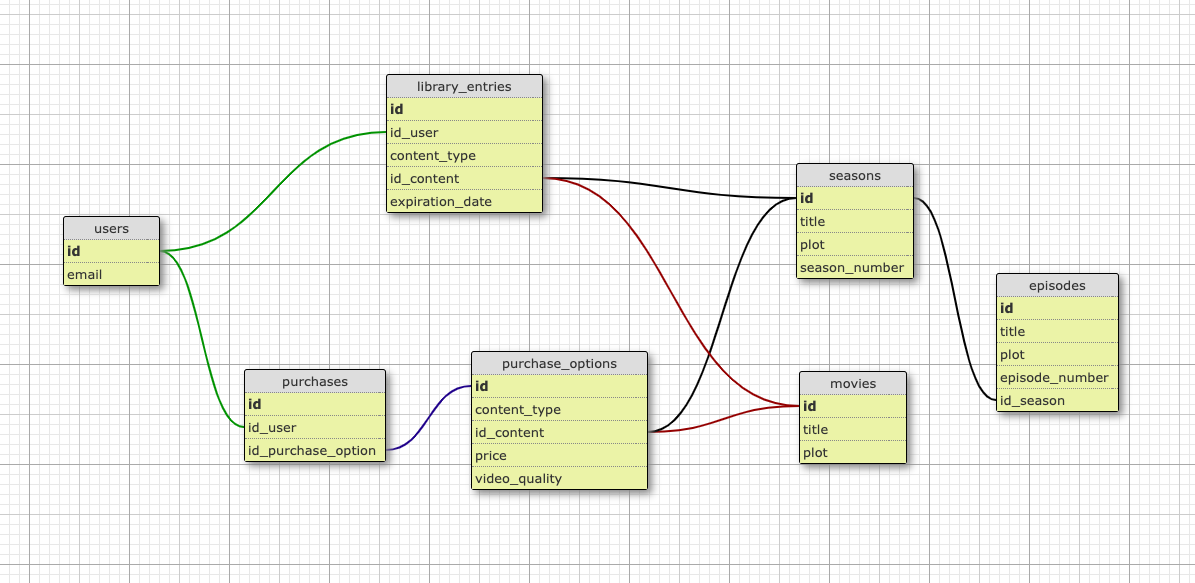 library_entries
id
id_user
content_type
id_content
expiration_date
seasons
id
title
plot
season_number
users
id
email
episodes
id
title
plot
episode_number
id_season
purchases
id
id_user
id_purchase_option
purchase_options
id
content_type
id_content
price
video_quality
movies
id
title
plot